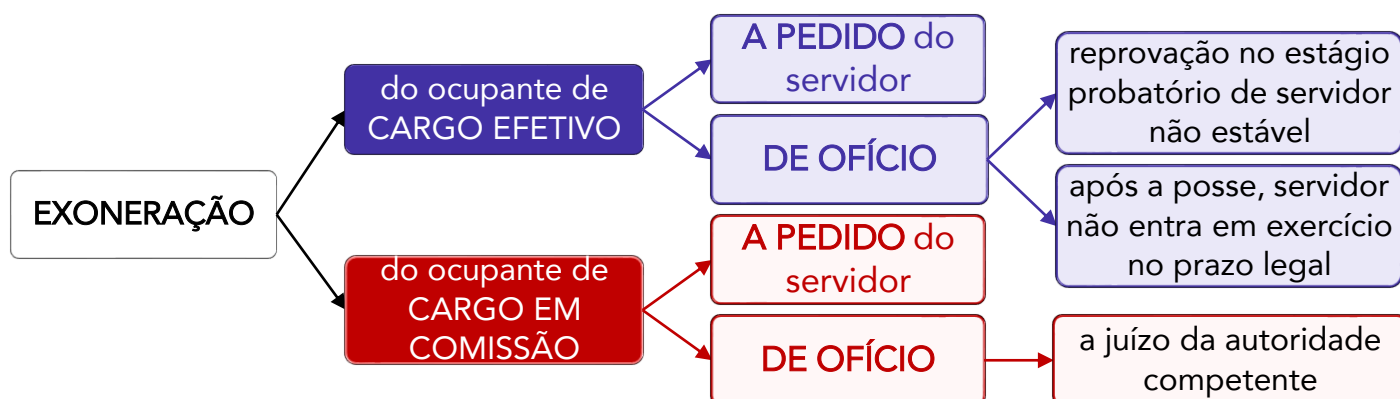 EXONERAÇÃO
do ocupante de
CARGO EFETIVO
A PEDIDO do
servidor
DE OFÍCIO
reprovação no estágio
probatório de servidor
não estável
após a posse, servidor
não entra em exercício
no prazo legal
do ocupante de
CARGO EM
COMISSÃO
A PEDIDO do
servidor
DE OFÍCIO
a juízo da autoridade
competente